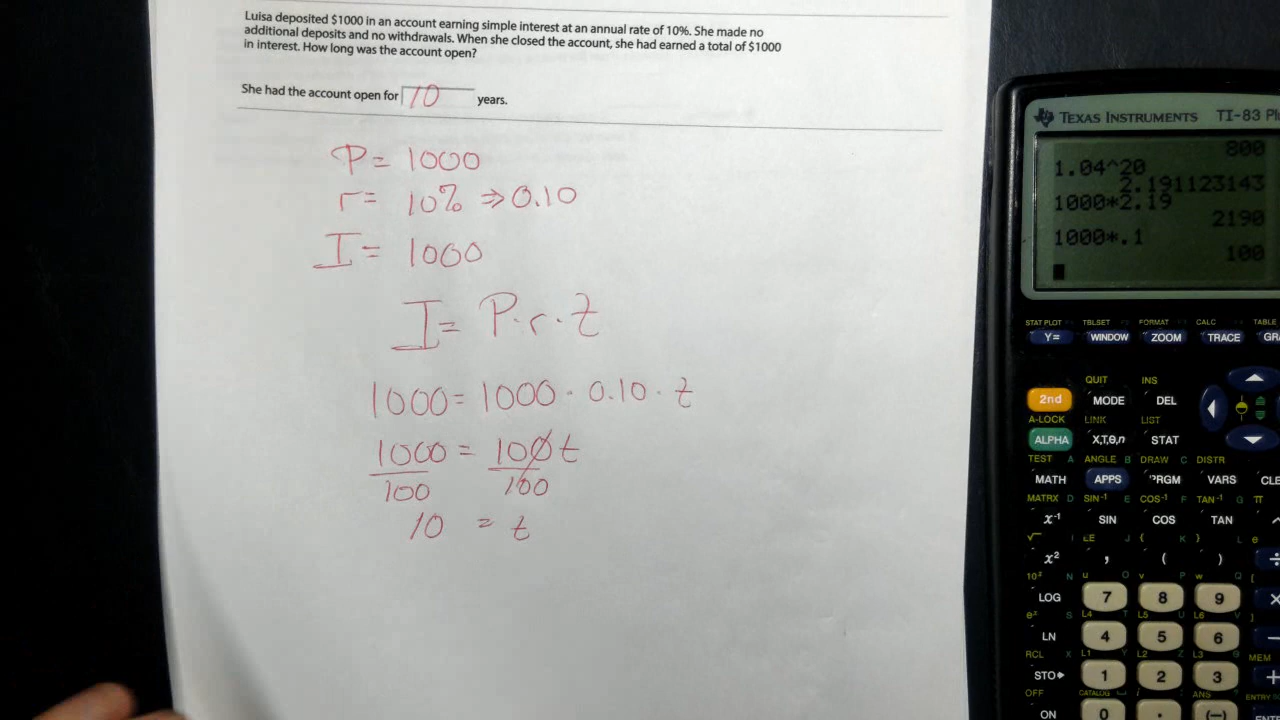 Luisa deposited $1000 in an account earning simple interest at an annual rate of 10%. She made no
additional deposits and no withdrawals. When she closed the account, she had earned a total of $1000
in interest. How long was the account open?
She had the account open for 10 years.
P = 1000
r = 10% ⇒ 0.10
I = 1000
I = P·r·t
1000 = 1000 · 0.10 · t
1000 = 100t
100 100
10 = t
TEXAS INSTRUMENTS TI-83 Pl
800
1.04^20
2.191123143
1000*2.19
2190
1000*.1
100
STAT PLOT TBLSET FORMAT CALC TABLE
Y= WINDOW ZOOM TRACE GRA
QUIT INS
2nd MODE DEL
A-LOCK LINK LIST
ALPHA X,T,θ,n STAT
TEST A ANGLE B DRAW C DISTR
MATH APPS PRGM VARS CLE
MATRX D SIN⁻¹ E COS⁻¹ F TAN⁻¹ G π
x⁻¹ SIN COS TAN ^
√ I EE J { K } L e
x² , ( ) ÷
10ˣ N u O v P w Q [
LOG 7 8 9 ×
eˣ S L4 T L5 U L6 V ]
LN 4 5 6 −
RCL X L1 Y L2 Z L3 θ MEM
STO▸ 1 2 3 +
OFF CATALOG i ANS ENTRY
ON 0 . (−)